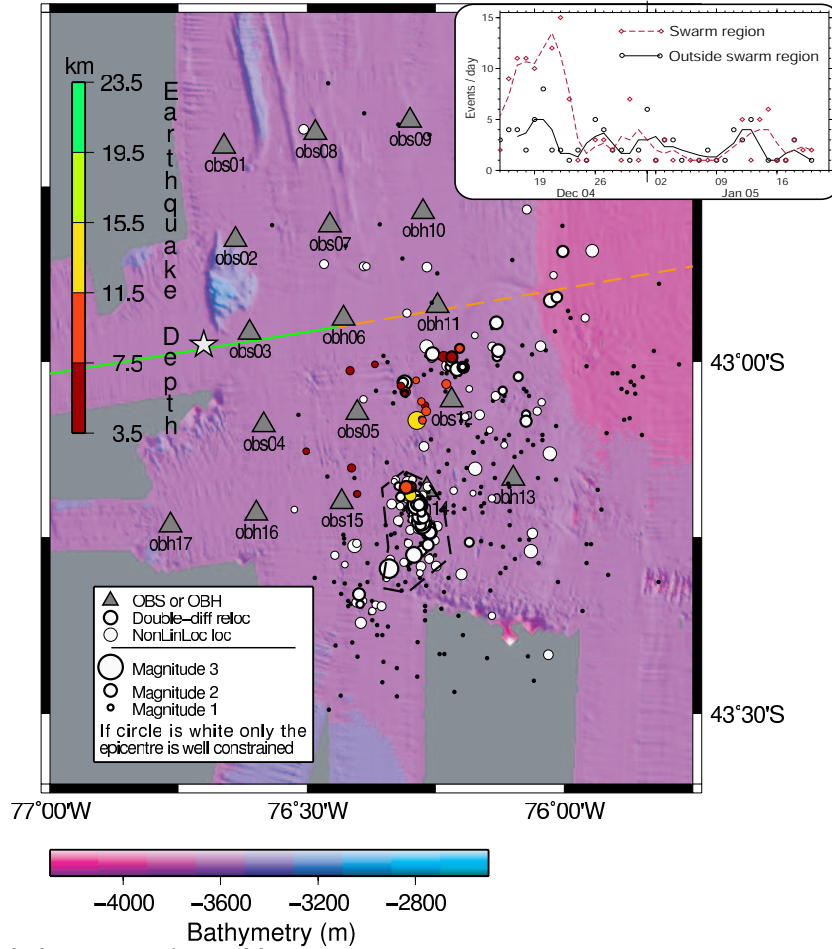 km
23.5
19.5
15.5
11.5
7.5
3.5
Earthquake Depth
15
10
5
0
Events / day
Swarm region
Outside swarm region
19
26
02
09
16
Dec 04
Jan 05
obs01
obs08
obs09
obs02
obs07
obh10
obs03
obh06
obh11
obs04
obs05
obs12
obh13
obh17
obh16
obs15
14
43°00'S
43°30'S
OBS or OBH
Double-diff reloc
NonLinLoc loc
Magnitude 3
Magnitude 2
Magnitude 1
If circle is white only the
epicentre is well constrained
77°00'W
76°30'W
76°00'W
−4000
−3600
−3200
−2800
Bathymetry (m)